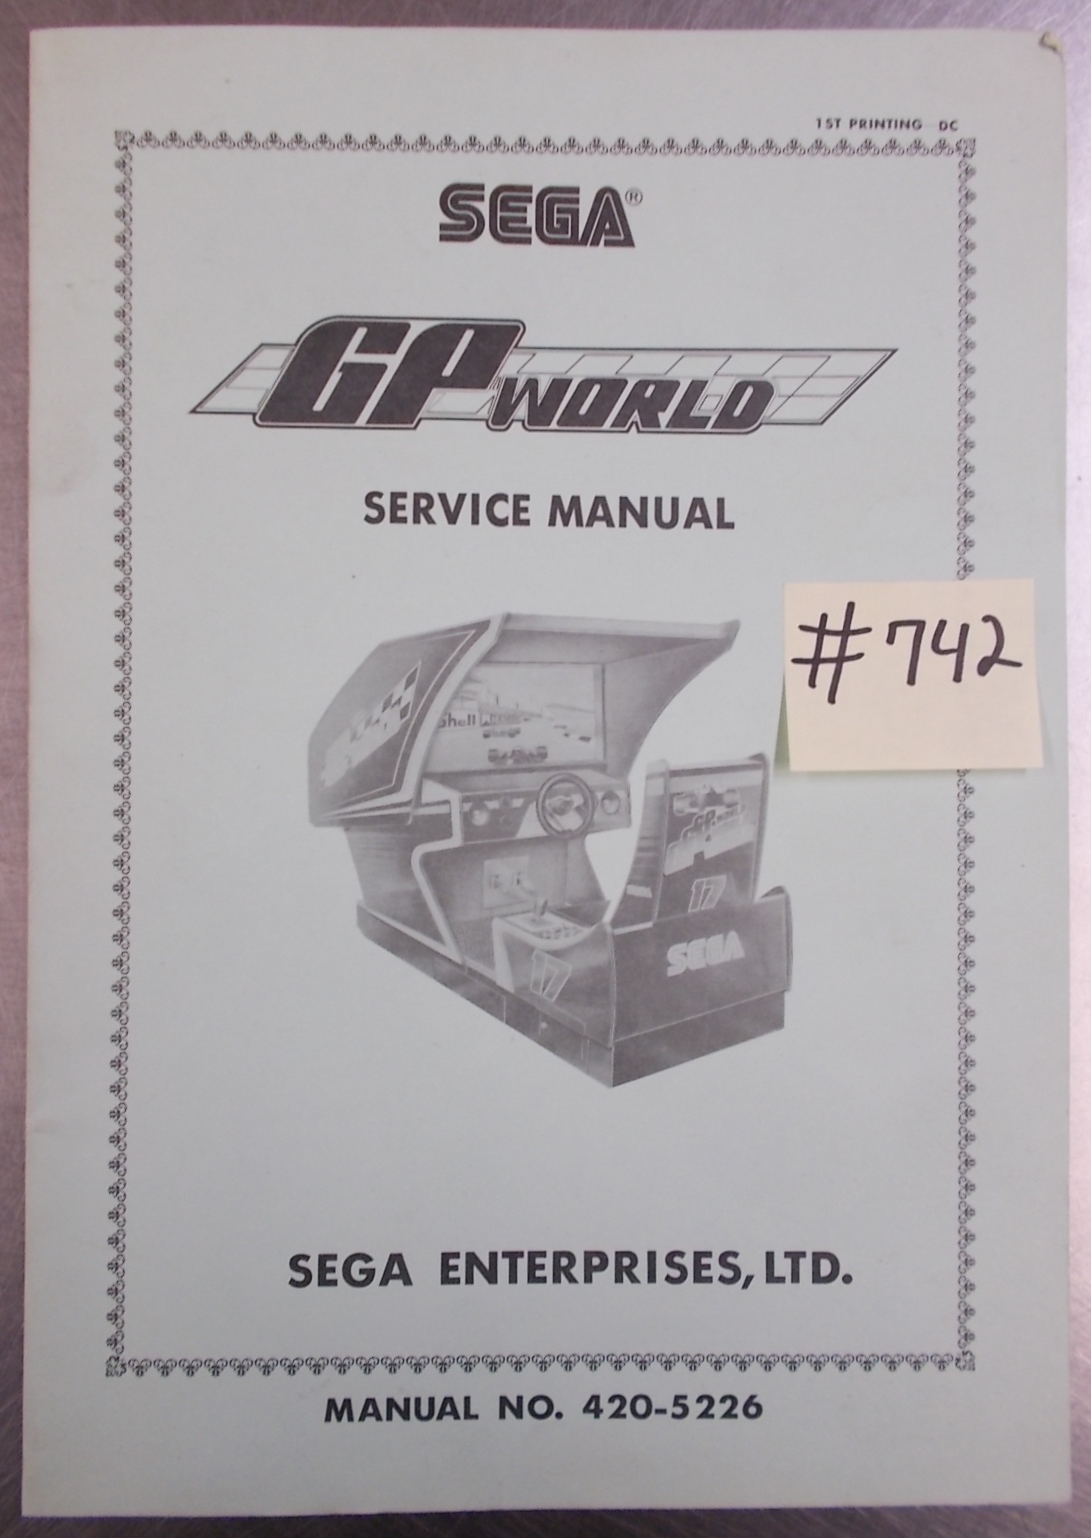 1ST PRINTING DC
SEGA®
GP WORLD
SERVICE MANUAL
#742
Shell
17
17
SEGA
SEGA ENTERPRISES, LTD.
MANUAL NO. 420-5226